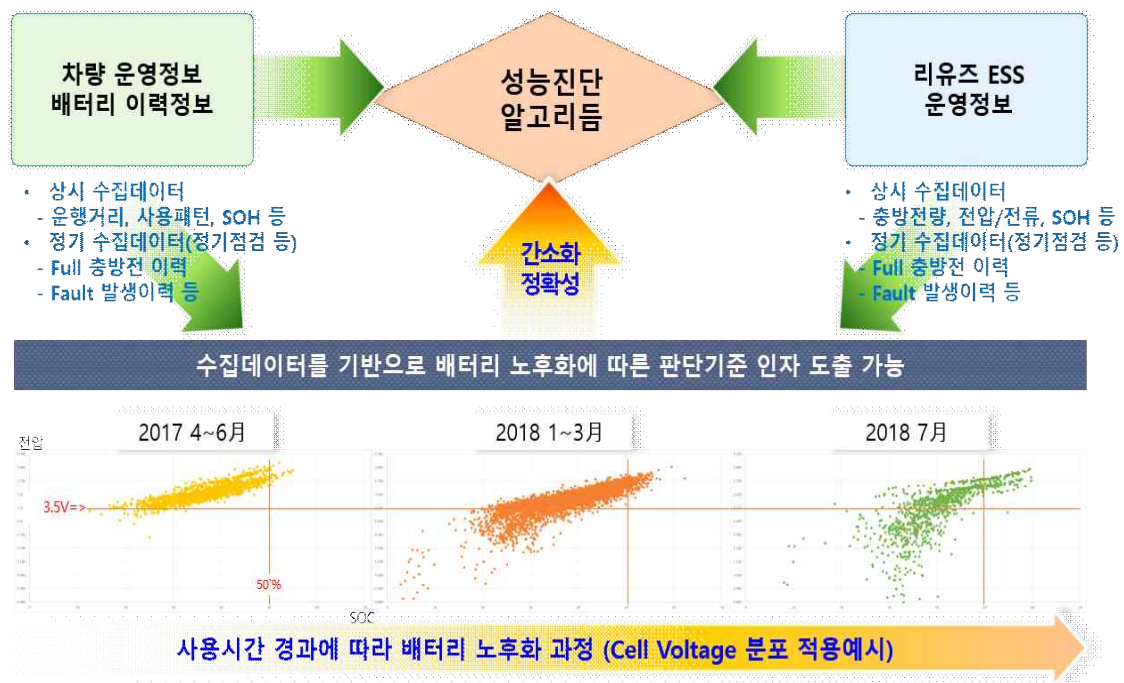 차량 운영정보
배터리 이력정보
성능진단
알고리듬
리유즈 ESS
운영정보
• 상시 수집데이터
- 운행거리, 사용패턴, SOH 등
• 정기 수집데이터(정기점검 등)
- Full 충방전 이력
- Fault 발생이력 등
간소화
정확성
• 상시 수집데이터
- 충방전량, 전압/전류, SOH 등
• 정기 수집데이터(정기점검 등)
- Full 충방전 이력
- Fault 발생이력 등
수집데이터를 기반으로 배터리 노후화에 따른 판단기준 인자 도출 가능
2017 4~6月
2018 1~3月
2018 7月
전압
3.5V=>
50%
SOC
사용시간 경과에 따라 배터리 노후화 과정 (Cell Voltage 분포 적용예시)